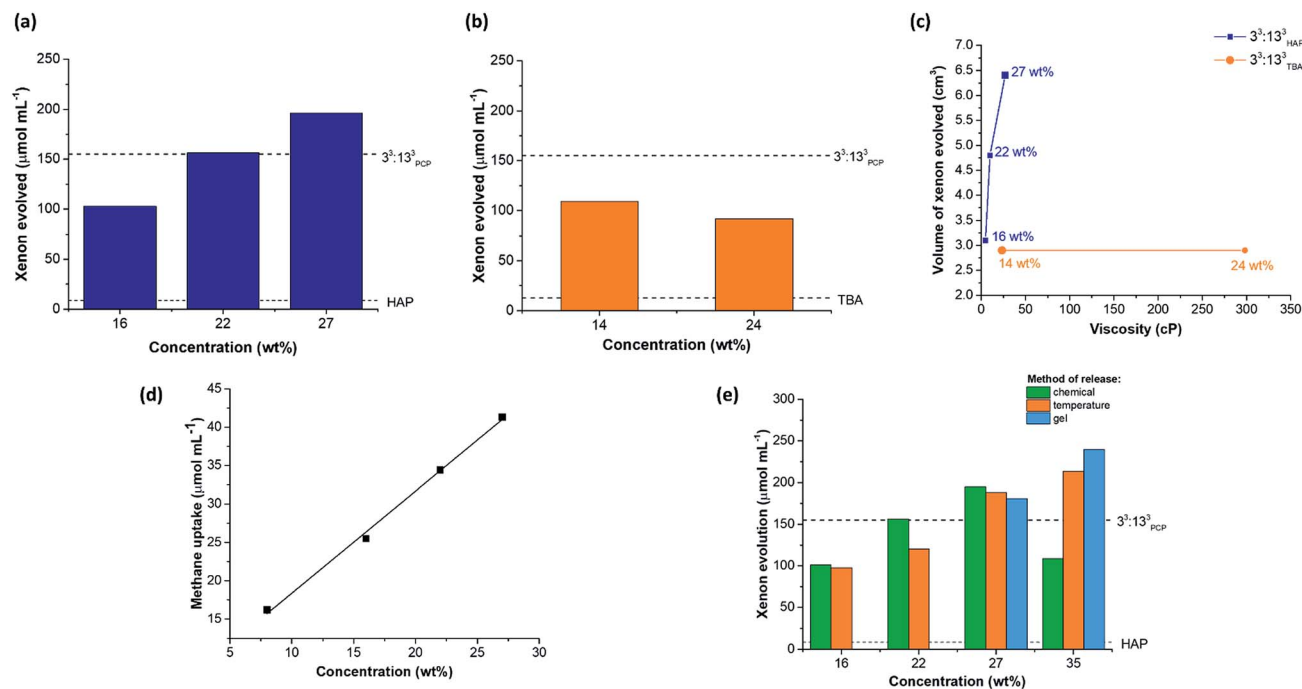 (a)
Xenon evolved (μmol mL⁻¹)
250
200
150
100
50
0
3³:13³PCP
HAP
16 22 27
Concentration (wt%)
(b)
Xenon evolved (μmol mL⁻¹)
250
200
150
100
50
0
3³:13³PCP
TBA
14 24
Concentration (wt%)
(c)
3³:13³HAP
3³:13³TBA
Volume of xenon evolved (cm³)
7.0
6.5
6.0
5.5
5.0
4.5
4.0
3.5
3.0
2.5
2.0
27 wt%
22 wt%
16 wt%
14 wt%
24 wt%
0 50 100 150 200 250 300 350
Viscosity (cP)
(d)
Methane uptake (μmol mL⁻¹)
45
40
35
30
25
20
15
5 10 15 20 25 30
Concentration (wt%)
(e)
Method of release:
chemical
temperature
gel
Xenon evolution (μmol mL⁻¹)
300
250
200
150
100
50
0
3³:13³PCP
HAP
16 22 27 35
Concentration (wt%)